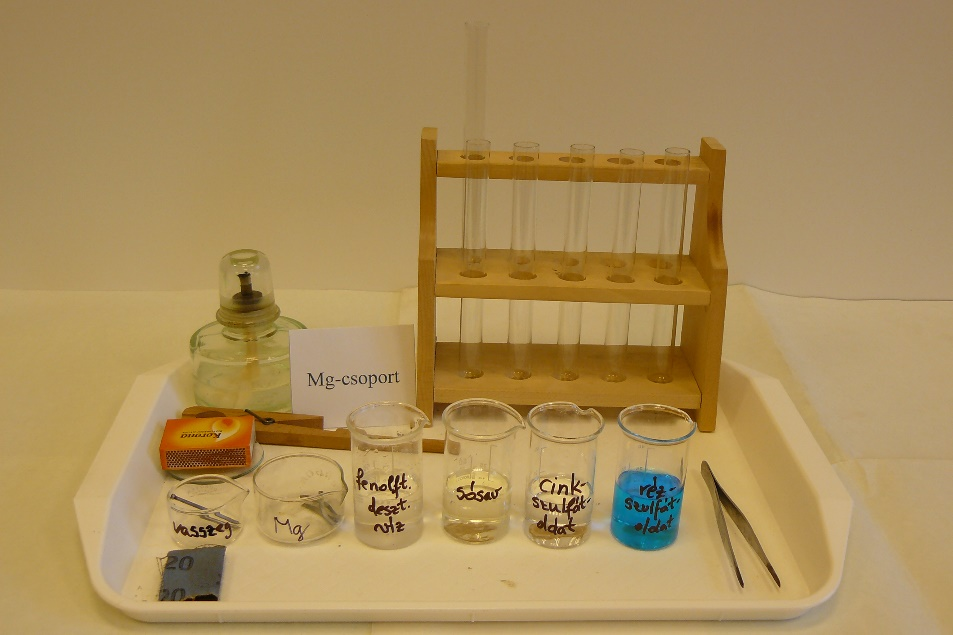 Mg-csoport
Korona
vasszeg
Mg
fenolft.
deszt.
víz
sósav
Cink-
szulfát-
oldat
réz-
szulfát-
oldat
20
20